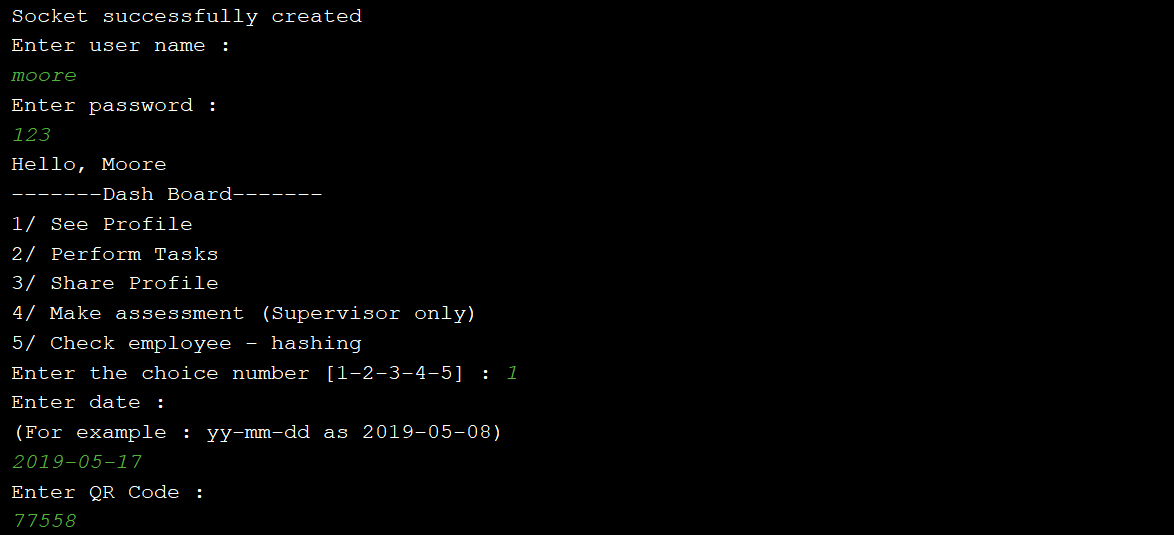 Socket successfully created
Enter user name :
moore
Enter password :
123
Hello, Moore
-------Dash Board-------
1/ See Profile
2/ Perform Tasks
3/ Share Profile
4/ Make assessment (Supervisor only)
5/ Check employee - hashing
Enter the choice number [1-2-3-4-5] : 1
Enter date :
(For example : yy-mm-dd as 2019-05-08)
2019-05-17
Enter QR Code :
77558